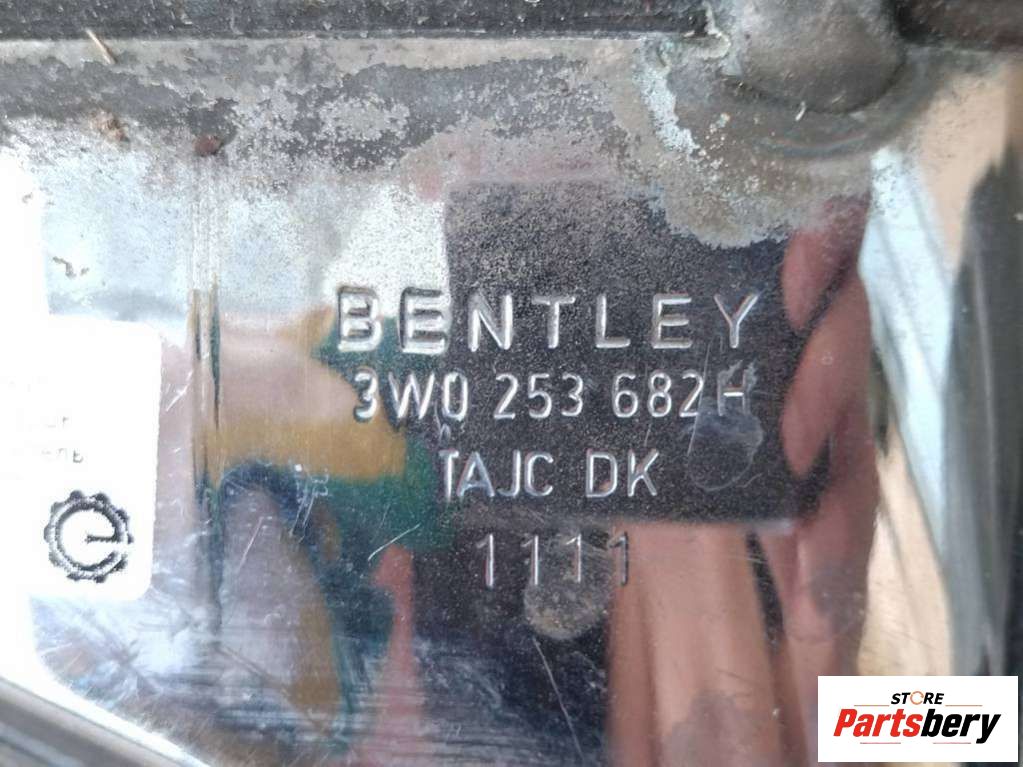 BENTLEY
3W0 253 682H
TAJC DK
1111
STORE
Partsbery